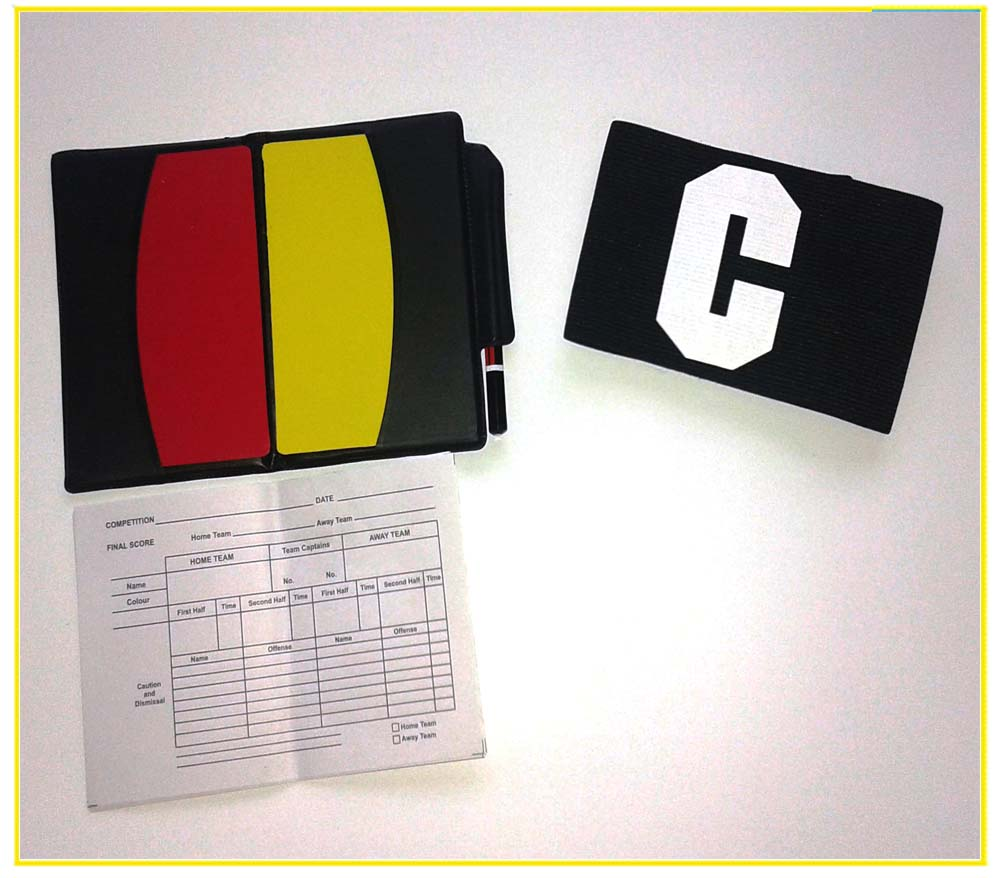 C
COMPETITION DATE
FINAL SCORE Home Team Away Team
HOME TEAM Team Captains AWAY TEAM
Name No. No.
Colour
First Half Time Second Half Time First Half Time Second Half Time
Name Offense Name Offense
Caution
and
Dismissal
Home Team
Away Team